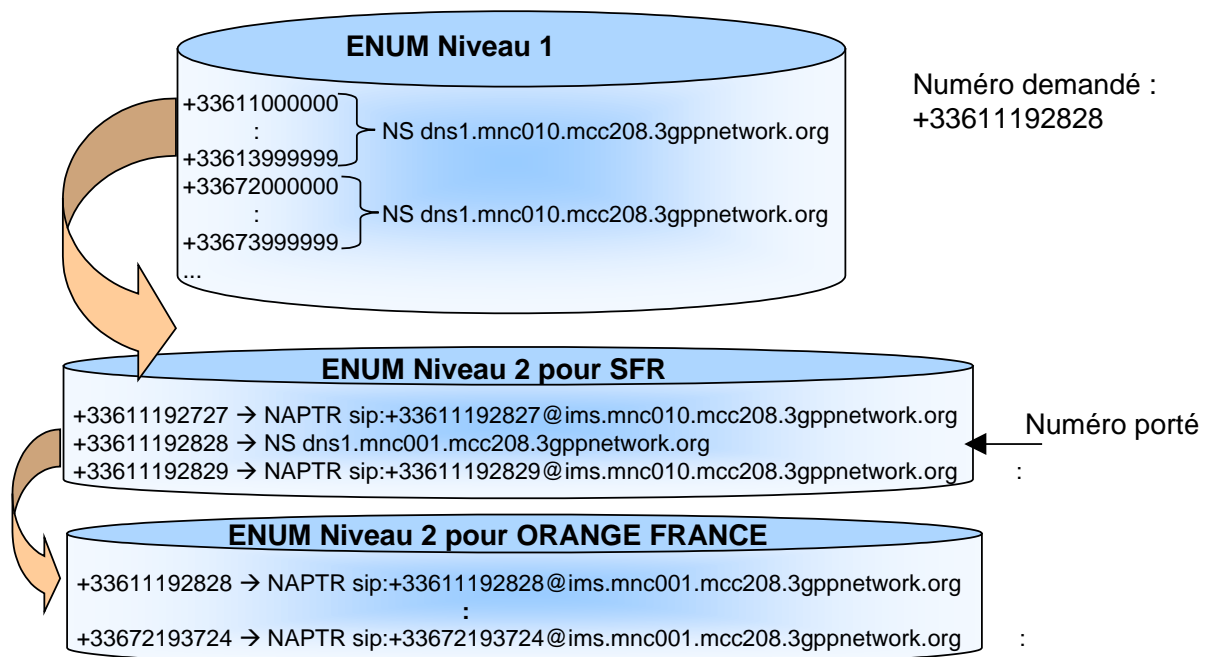 ENUM Niveau 1
Numéro demandé :
+33611192828
+33611000000
:
+33613999999
NS dns1.mnc010.mcc208.3gppnetwork.org
+33672000000
:
+33673999999
NS dns1.mnc010.mcc208.3gppnetwork.org
...
ENUM Niveau 2 pour SFR
+33611192727 → NAPTR sip:+33611192827@ims.mnc010.mcc208.3gppnetwork.org
+33611192828 → NS dns1.mnc001.mcc208.3gppnetwork.org
Numéro porté
+33611192829 → NAPTR sip:+33611192829@ims.mnc010.mcc208.3gppnetwork.org :
ENUM Niveau 2 pour ORANGE FRANCE
+33611192828 → NAPTR sip:+33611192828@ims.mnc001.mcc208.3gppnetwork.org
:
+33672193724 → NAPTR sip:+33672193724@ims.mnc001.mcc208.3gppnetwork.org :